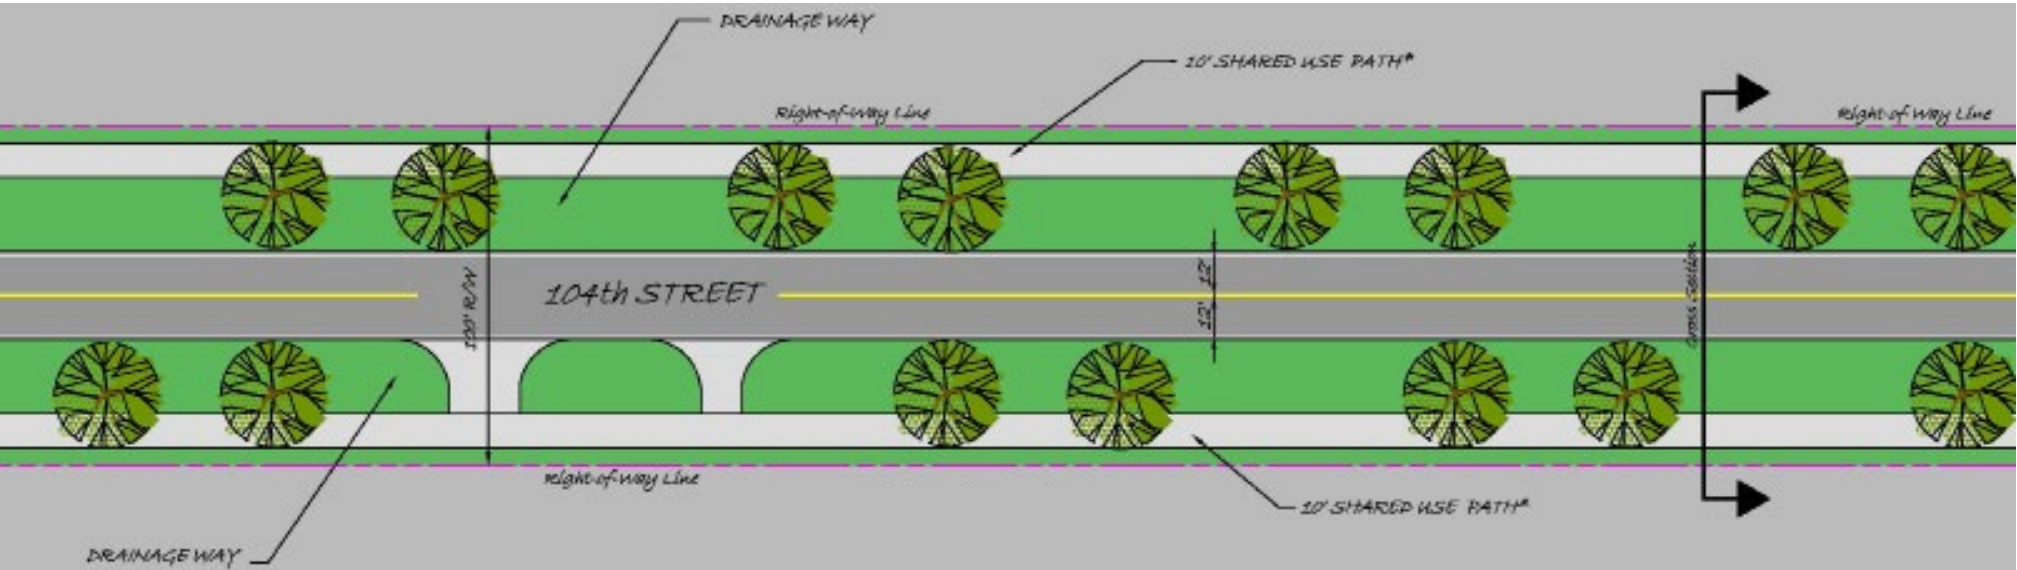 DRAINAGE WAY
10' SHARED USE PATH*
Right-of-Way Line
Right-of Way Line
100' R/W
104th STREET
12'
12'
Cross Section
Right-of-Way Line
10' SHARED USE PATH*
DRAINAGE WAY